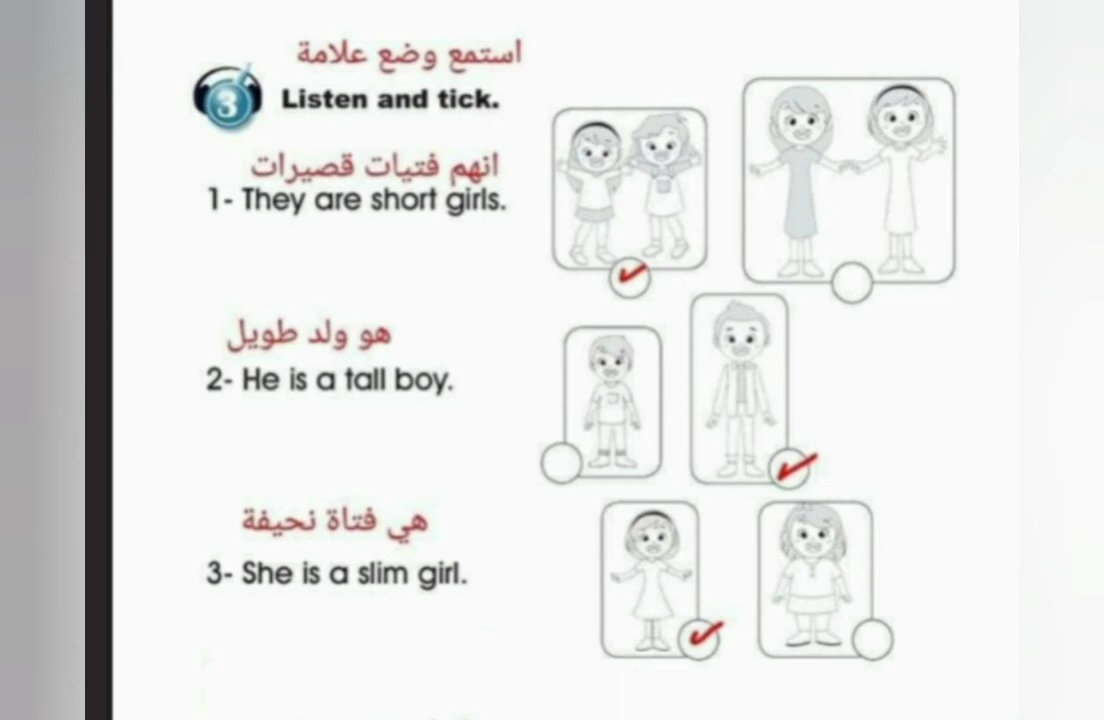 استمع وضع علامة
3 Listen and tick.
انهم فتيات قصيرات
1- They are short girls.
هو ولد طويل
2- He is a tall boy.
هي فتاة نحيفة
3- She is a slim girl.